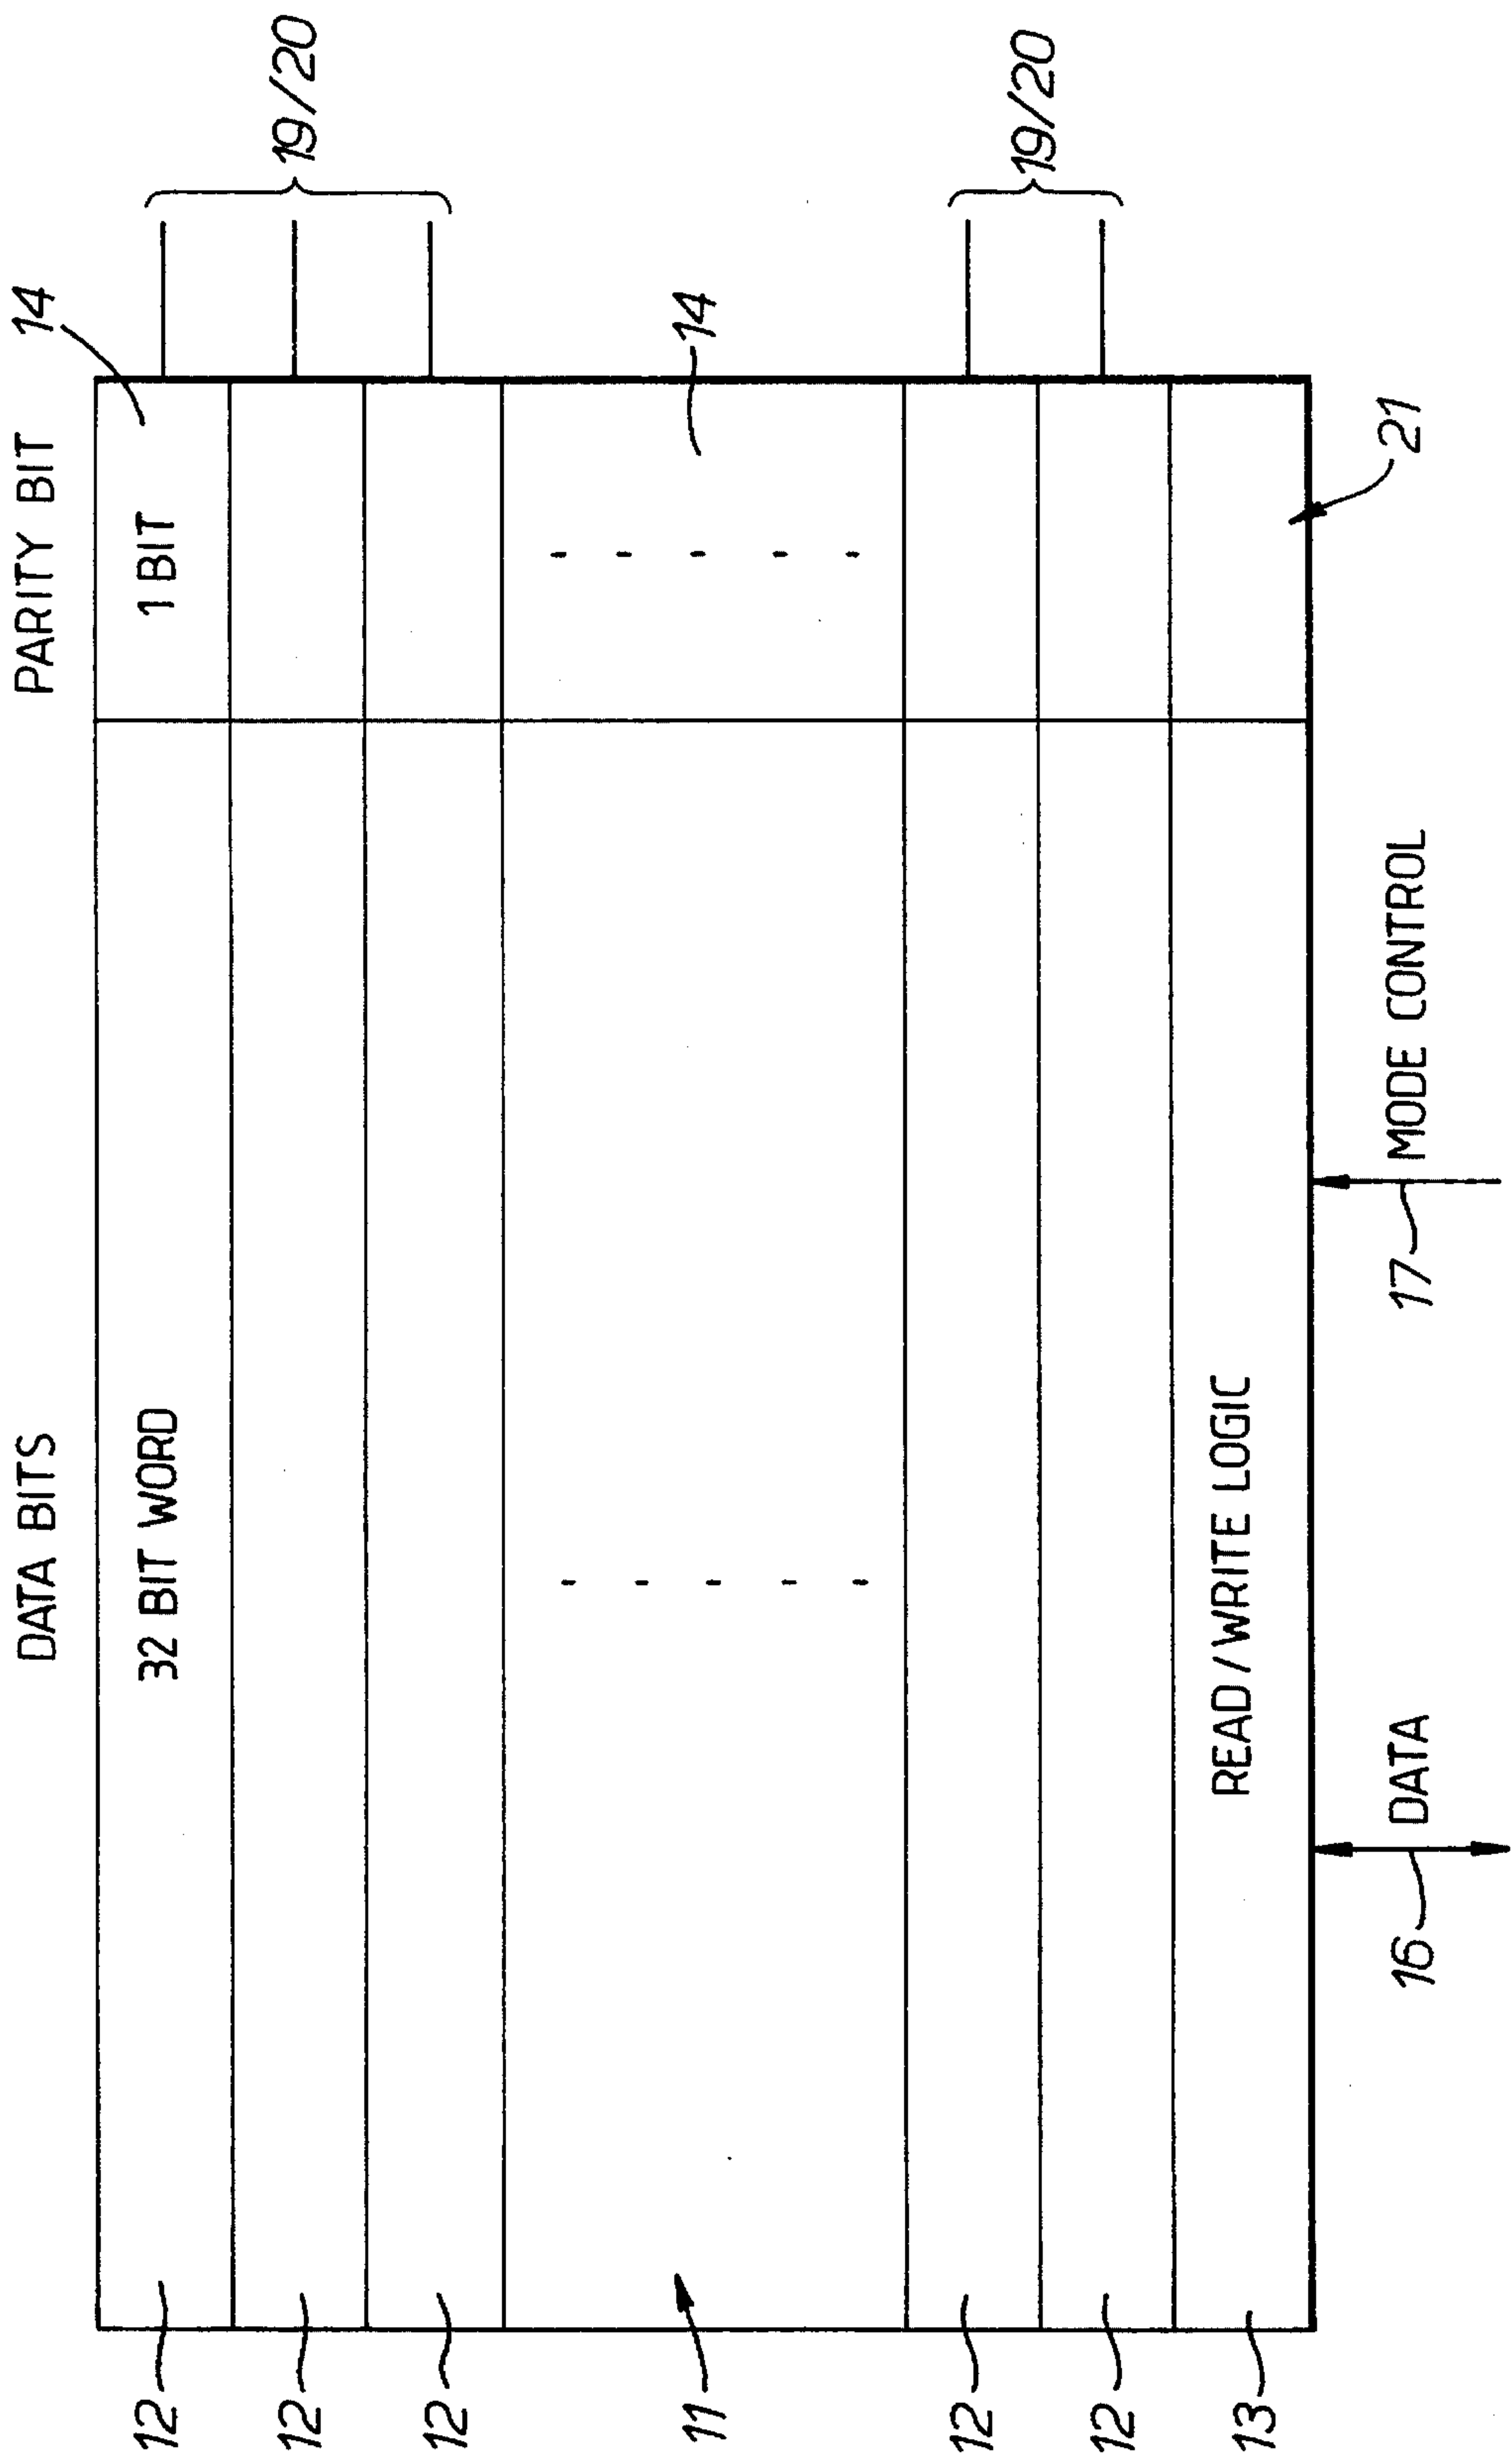 DATA BITS
PARITY BIT
14
12
32 BIT WORD
1 BIT
19/20
12
12
11
14
12
19/20
12
13
READ/WRITE LOGIC
21
16
DATA
17
MODE CONTROL